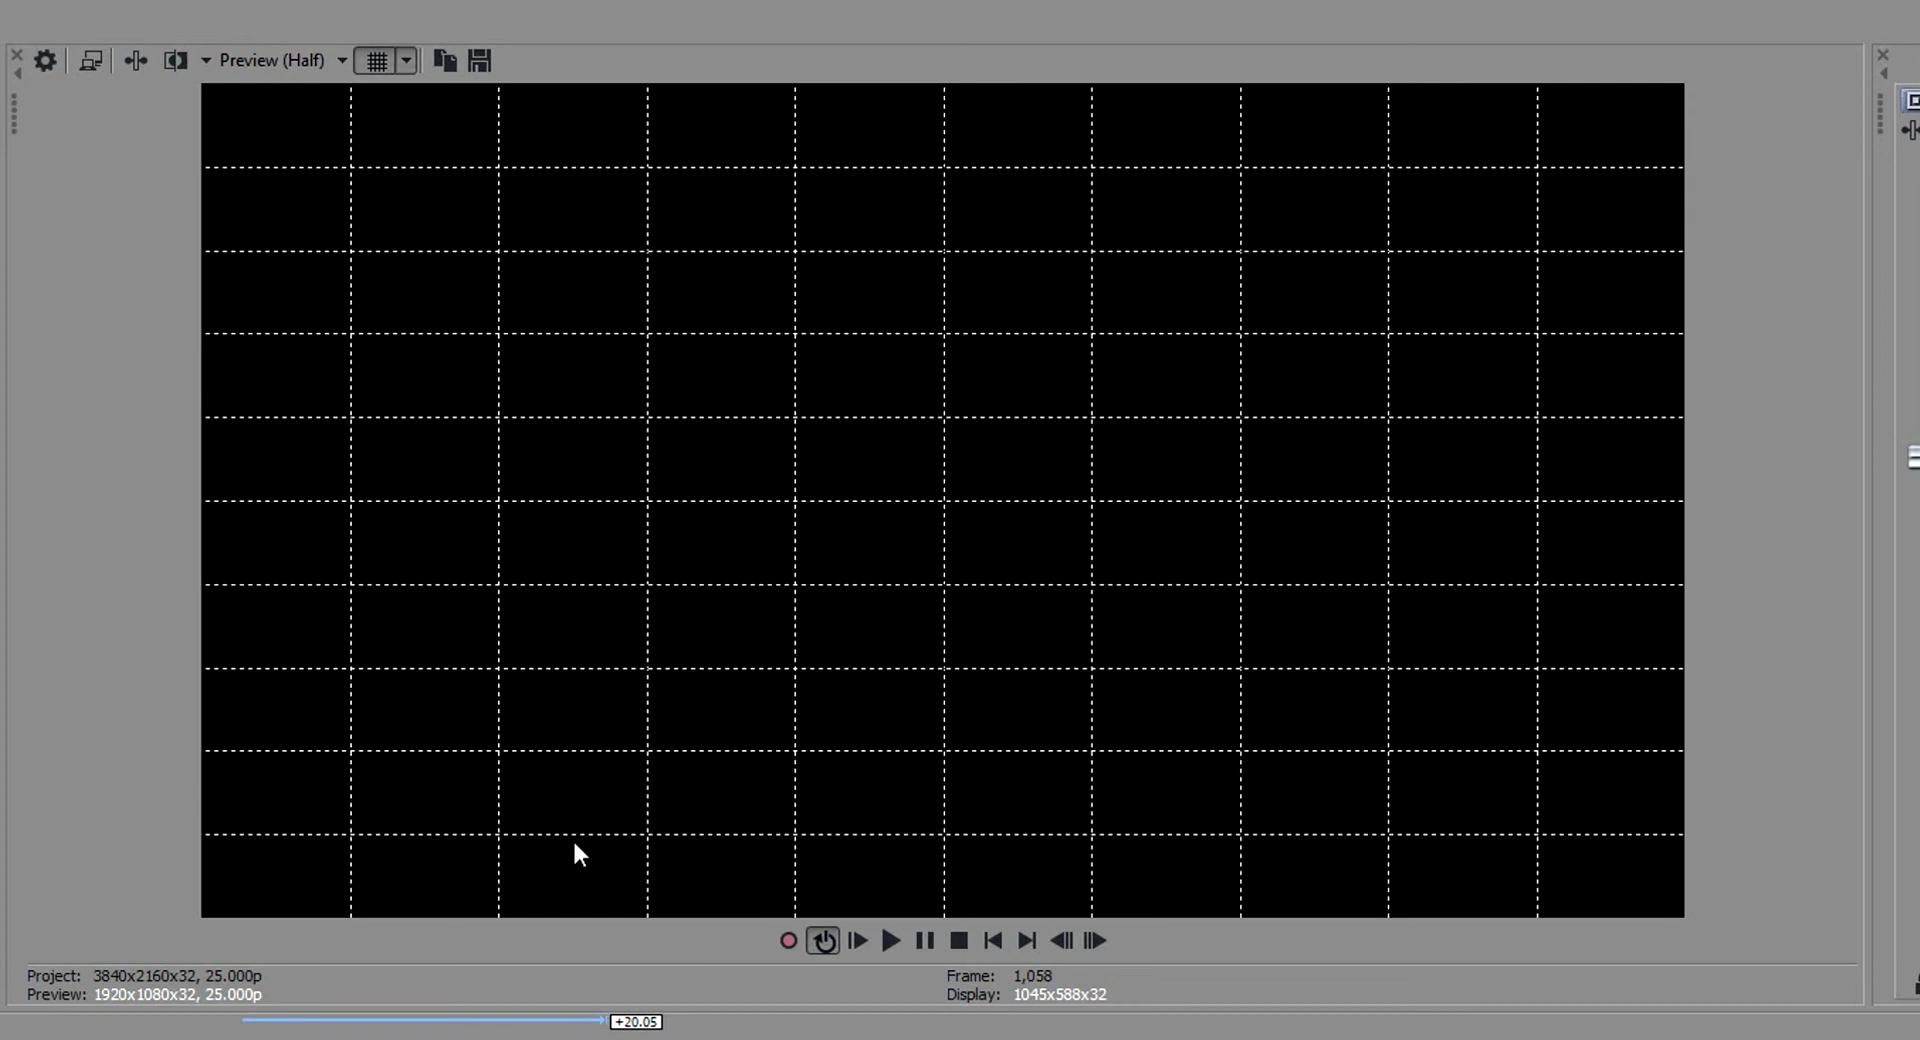 Preview (Half)
Project: 3840x2160x32, 25.000p
Preview: 1920x1080x32, 25.000p
Frame: 1,058
Display: 1045x588x32
+20.05